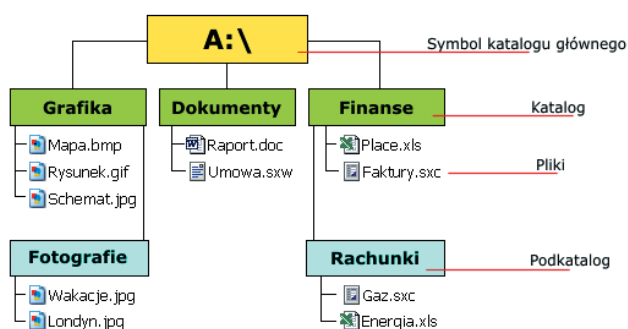 A:\
Symbol katalogu głównego
Grafika
Dokumenty
Finanse
Katalog
Mapa.bmp
Raport.doc
Place.xls
Rysunek.gif
Umowa.sxw
Faktury.sxc
Pliki
Schemat.jpg
Fotografie
Rachunki
Podkatalog
Wakacje.jpg
Gaz.sxc
Londyn.jpg
Energia.xls